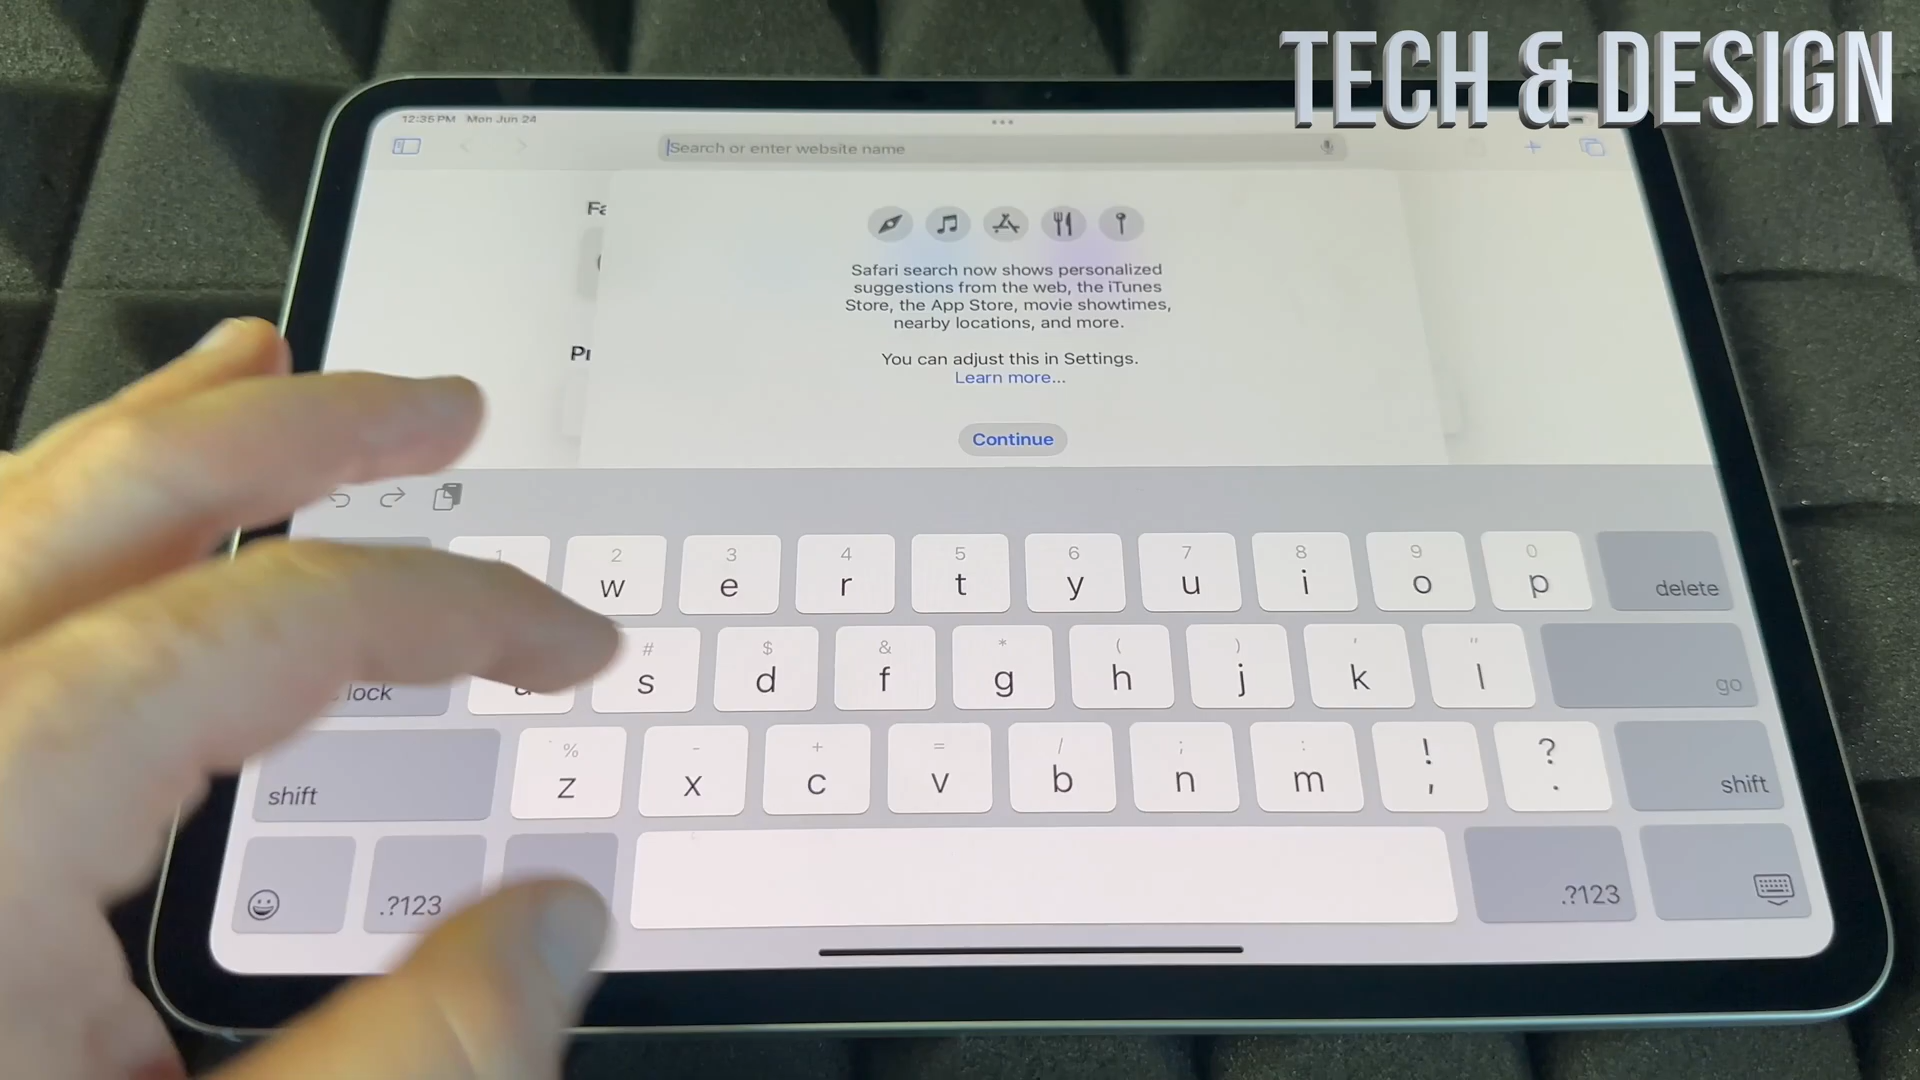 TECH & DESIGN
12:35 PM Mon Jun 24
Search or enter website name
Fa
Safari search now shows personalized
suggestions from the web, the iTunes
Store, the App Store, movie showtimes,
nearby locations, and more.
Pr
You can adjust this in Settings.
Learn more...
Continue
1 2 3 4 5 6 7 8 9 0
w e r t y u i o p delete
# $ & * ( ) ' "
lock a s d f g h j k l go
% - + = / ; : ! ?
shift z x c v b n m , . shift
.?123 .?123